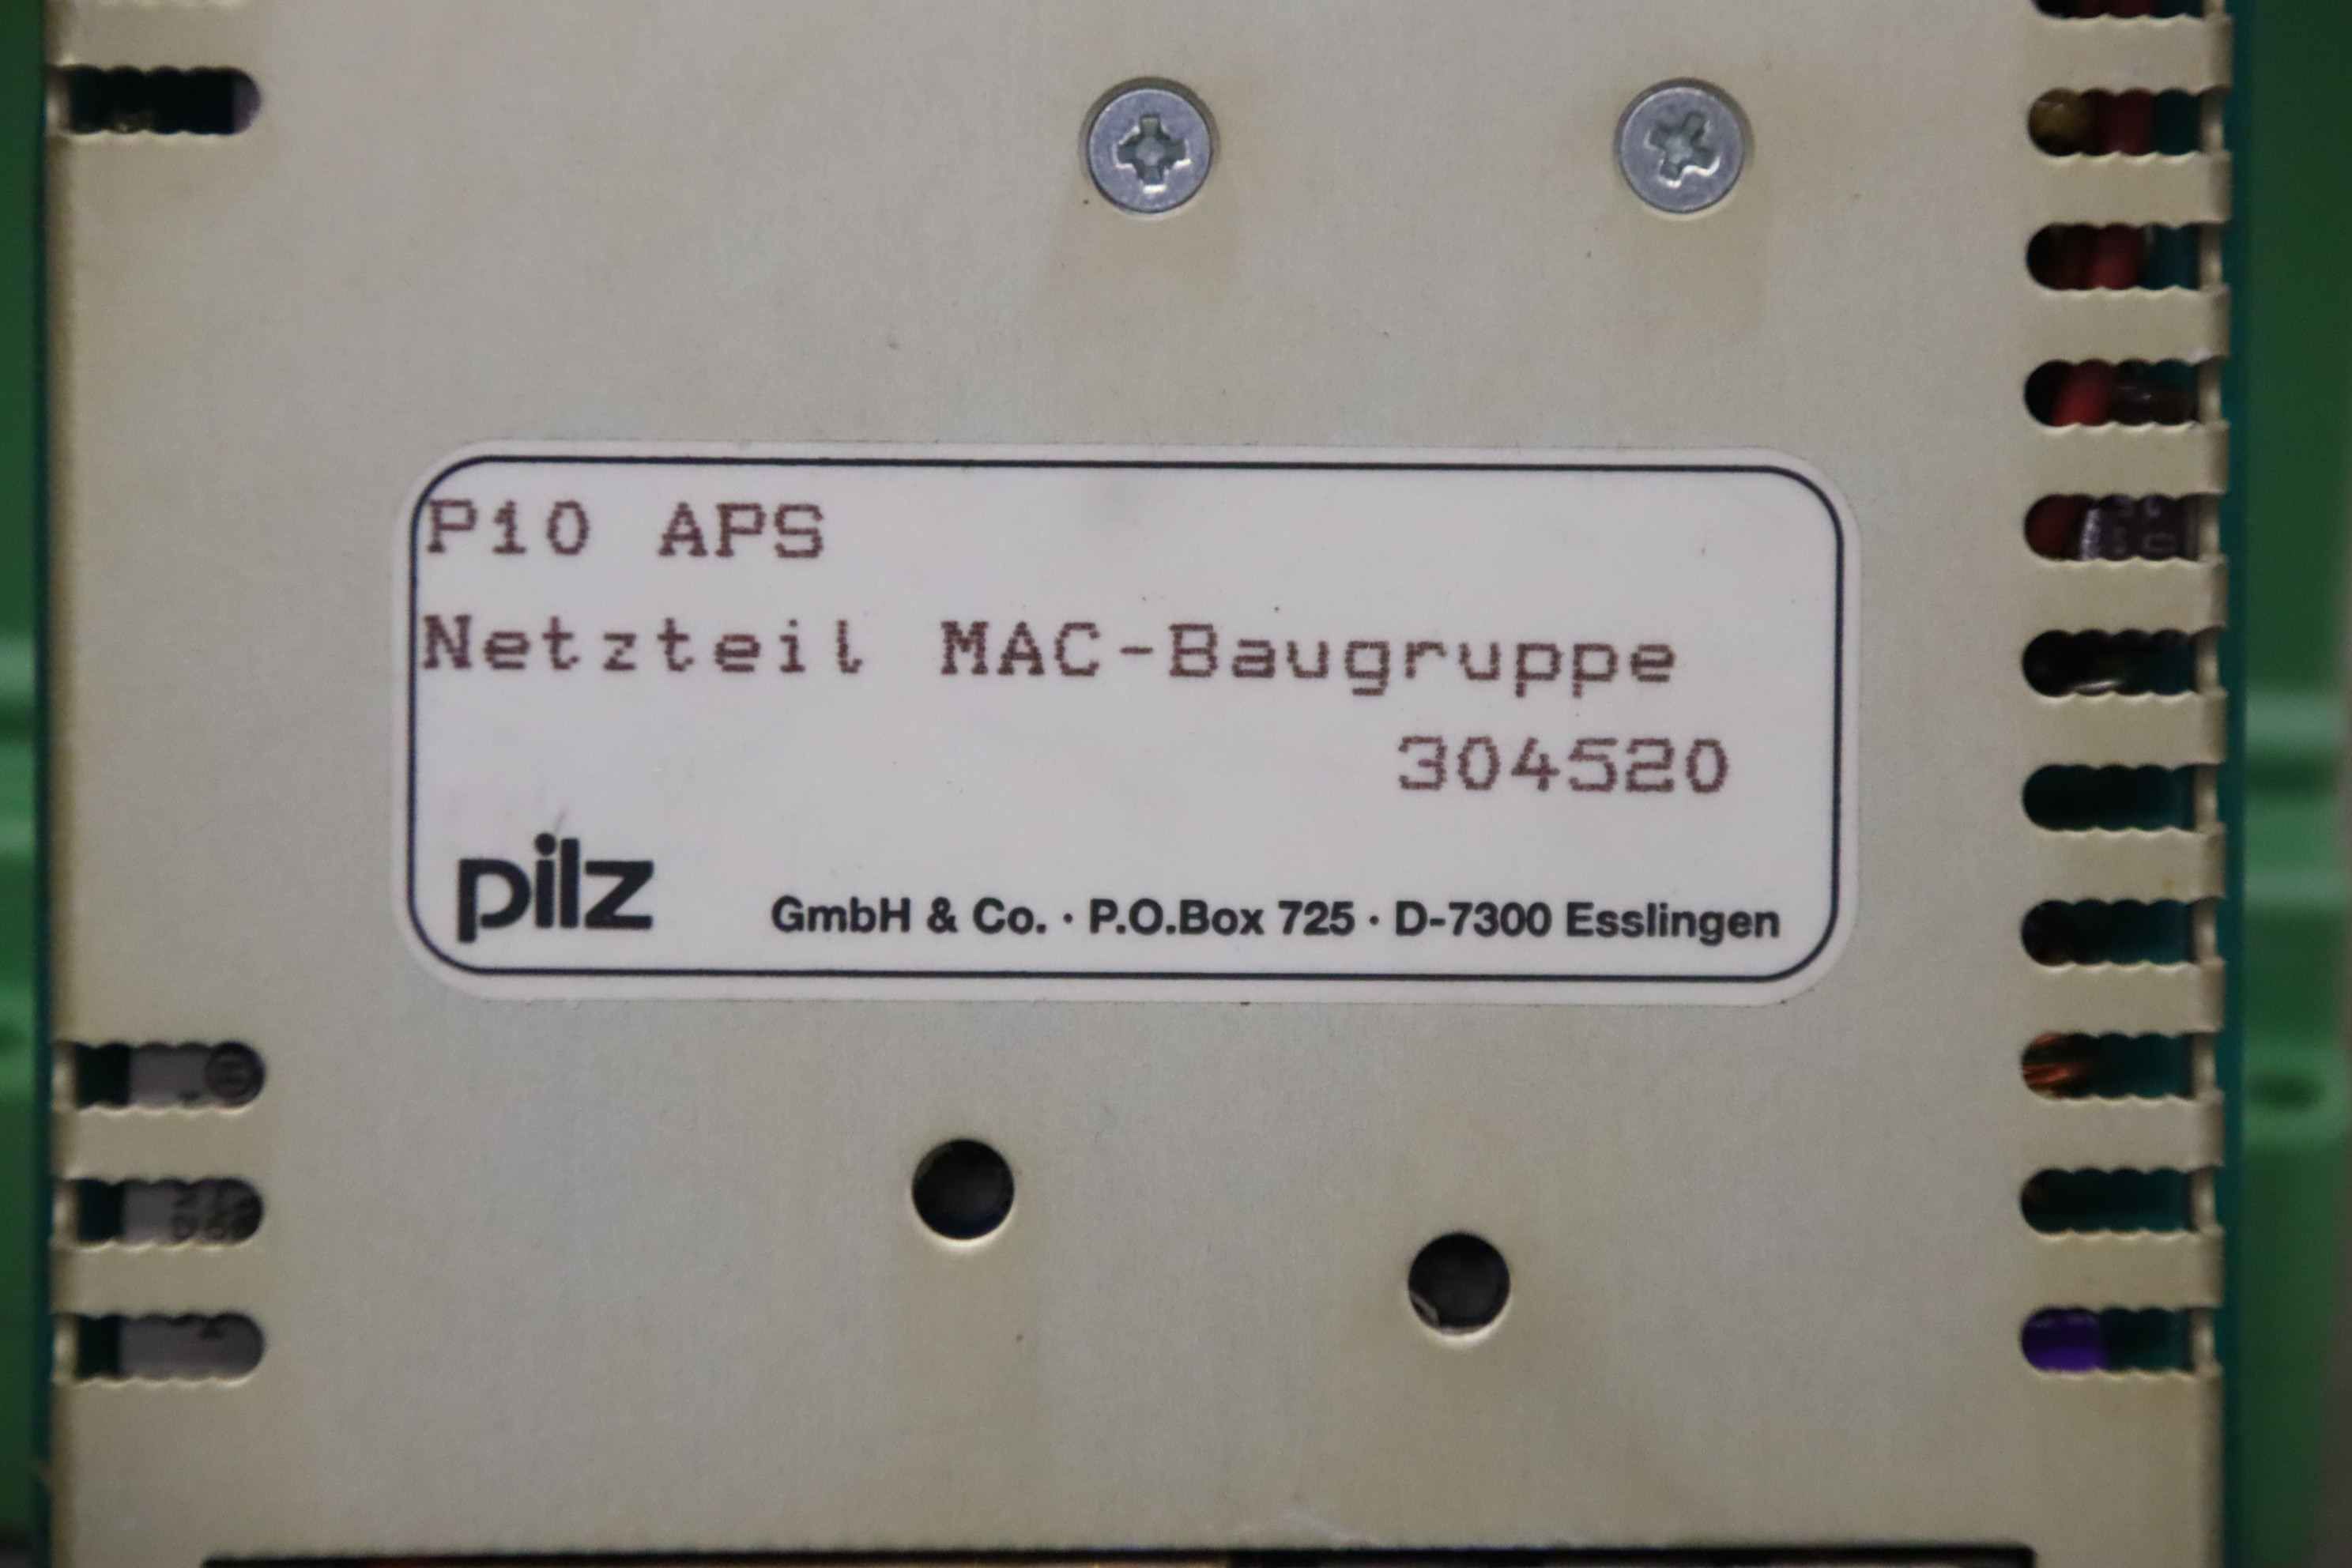 P10 APS
Netzteil MAC-Baugruppe
304520
pilz
GmbH & Co. · P.O.Box 725 · D-7300 Esslingen